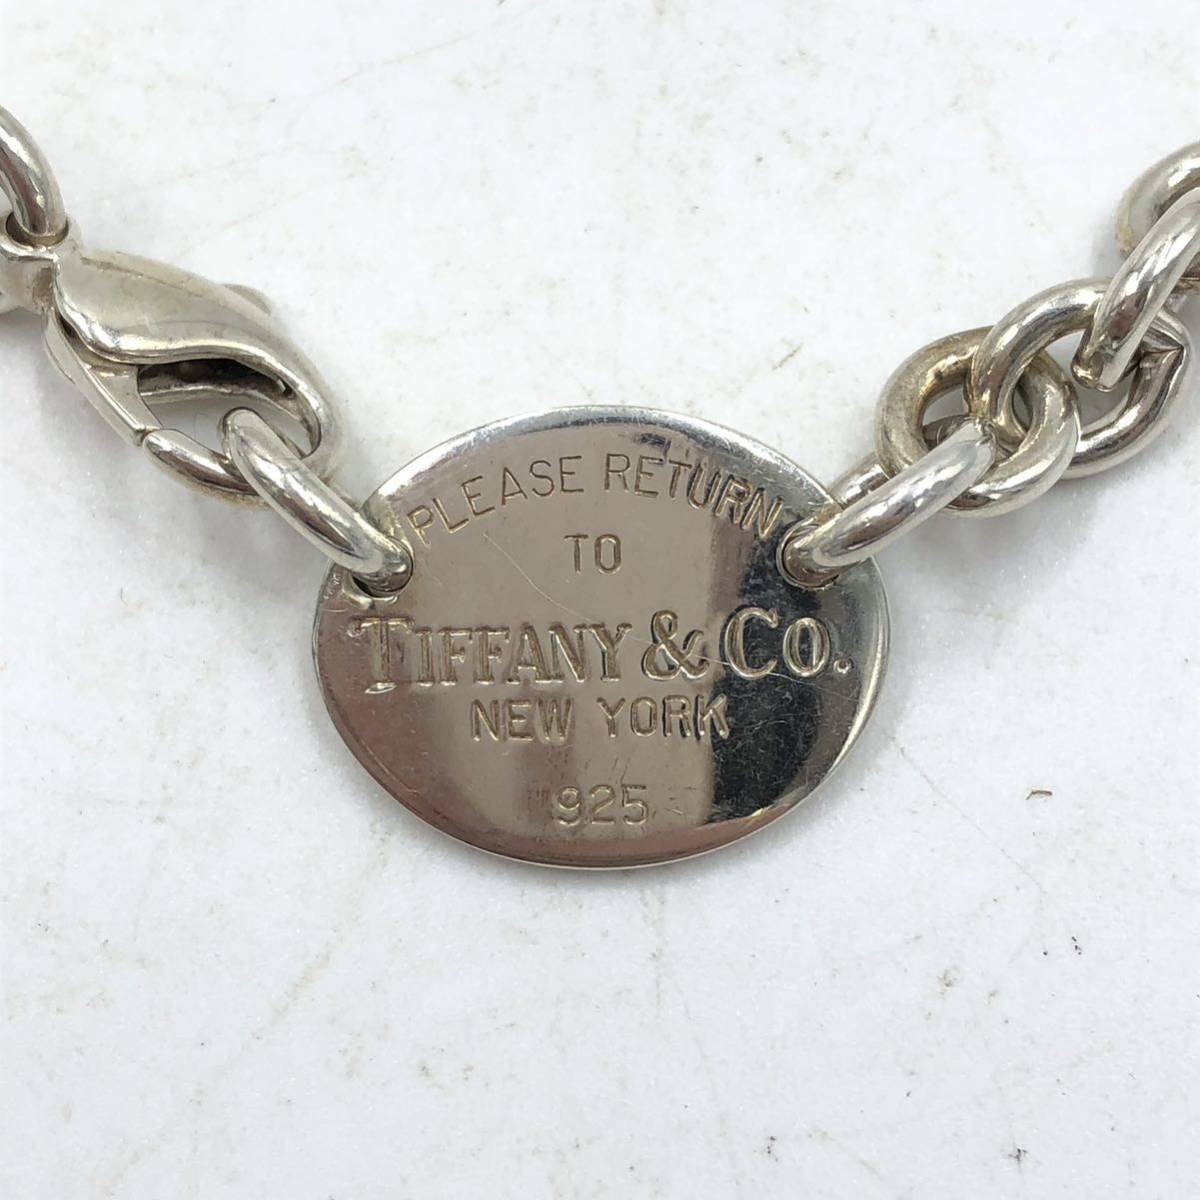 PLEASE RETURN
TO
TIFFANY & CO.
NEW YORK
925